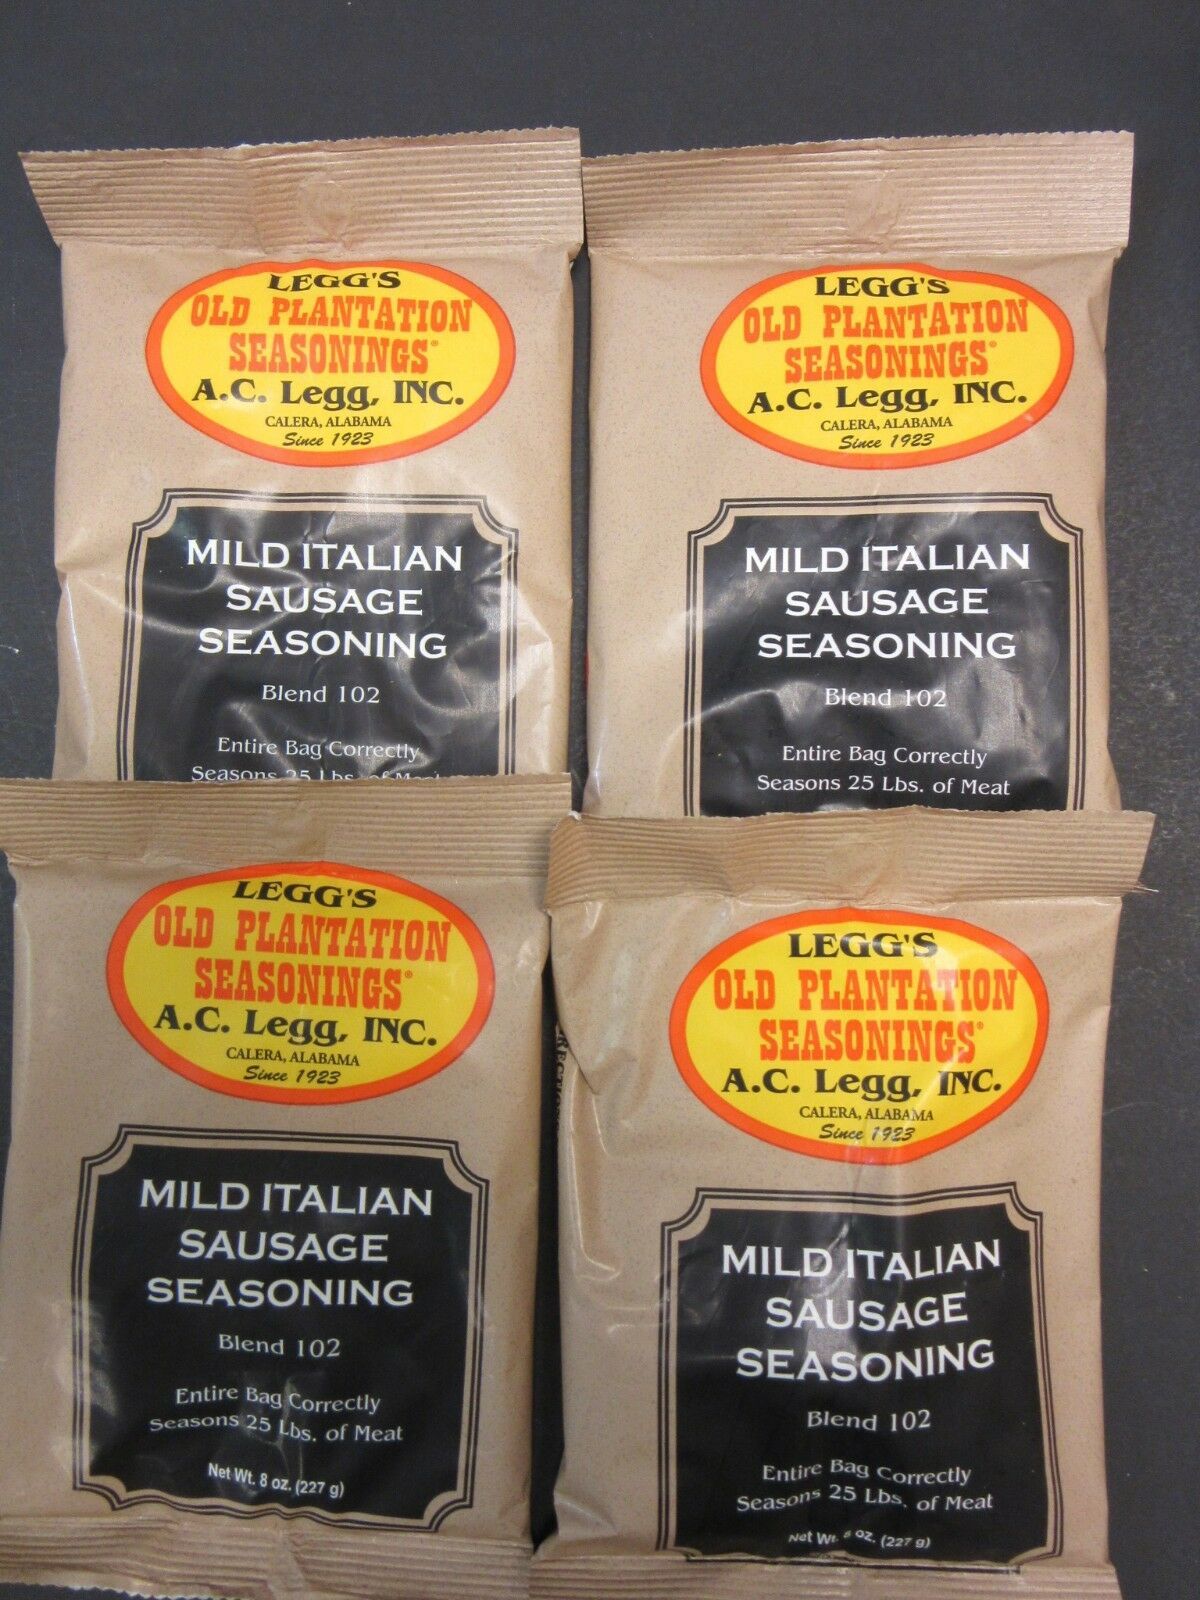 LEGG'S
OLD PLANTATION
SEASONINGS®
A.C. Legg, INC.
CALERA, ALABAMA
Since 1923
MILD ITALIAN
SAUSAGE
SEASONING
Blend 102
Entire Bag Correctly
Seasons 25 Lbs. of Meat
LEGG'S
OLD PLANTATION
SEASONINGS®
A.C. Legg, INC.
CALERA, ALABAMA
Since 1923
MILD ITALIAN
SAUSAGE
SEASONING
Blend 102
Entire Bag Correctly
Seasons 25 Lbs. of Meat
LEGG'S
OLD PLANTATION
SEASONINGS®
A.C. Legg, INC.
CALERA, ALABAMA
Since 1923
MILD ITALIAN
SAUSAGE
SEASONING
Blend 102
Entire Bag Correctly
Seasons 25 Lbs. of Meat
Net Wt. 8 oz. (227 g)
LEGG'S
OLD PLANTATION
SEASONINGS®
A.C. Legg, INC.
CALERA, ALABAMA
Since 1923
MILD ITALIAN
SAUSAGE
SEASONING
Blend 102
Entire Bag Correctly
Seasons 25 Lbs. of Meat
Net Wt. 8 oz. (227 g)